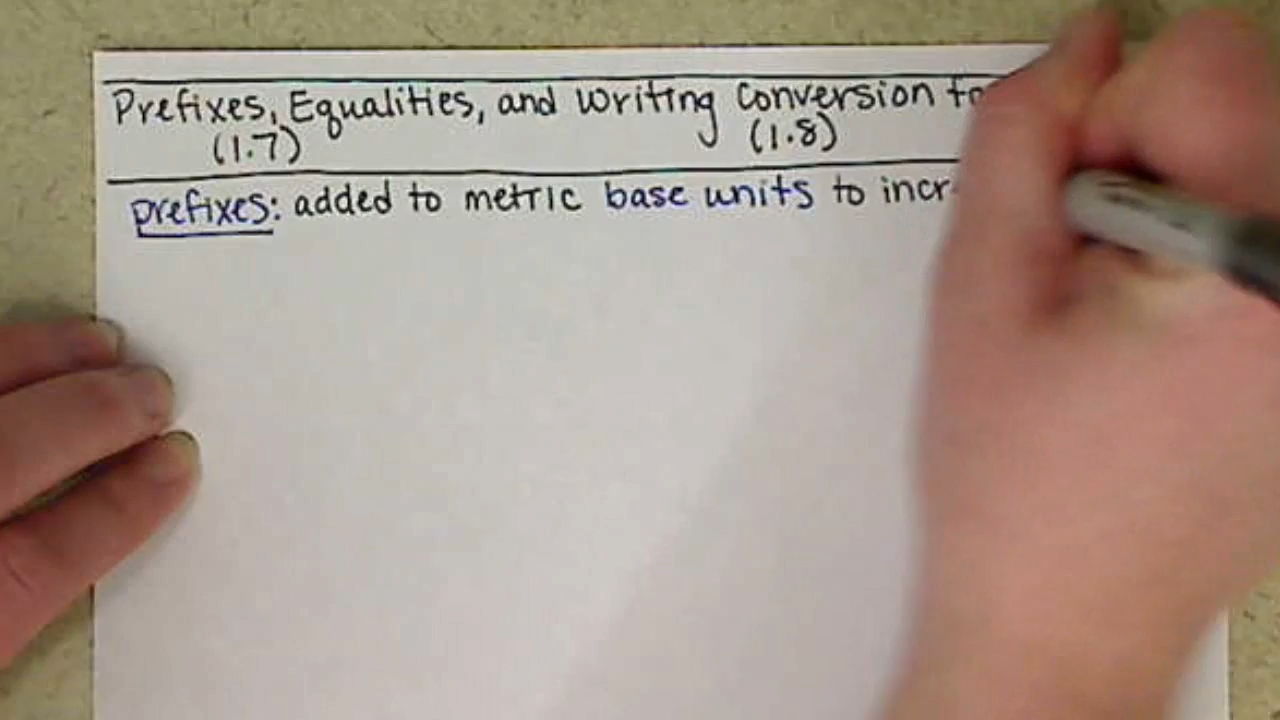 Prefixes, Equalities, and Writing Conversion
(1.7) (1.8)
prefixes: added to metric base units to